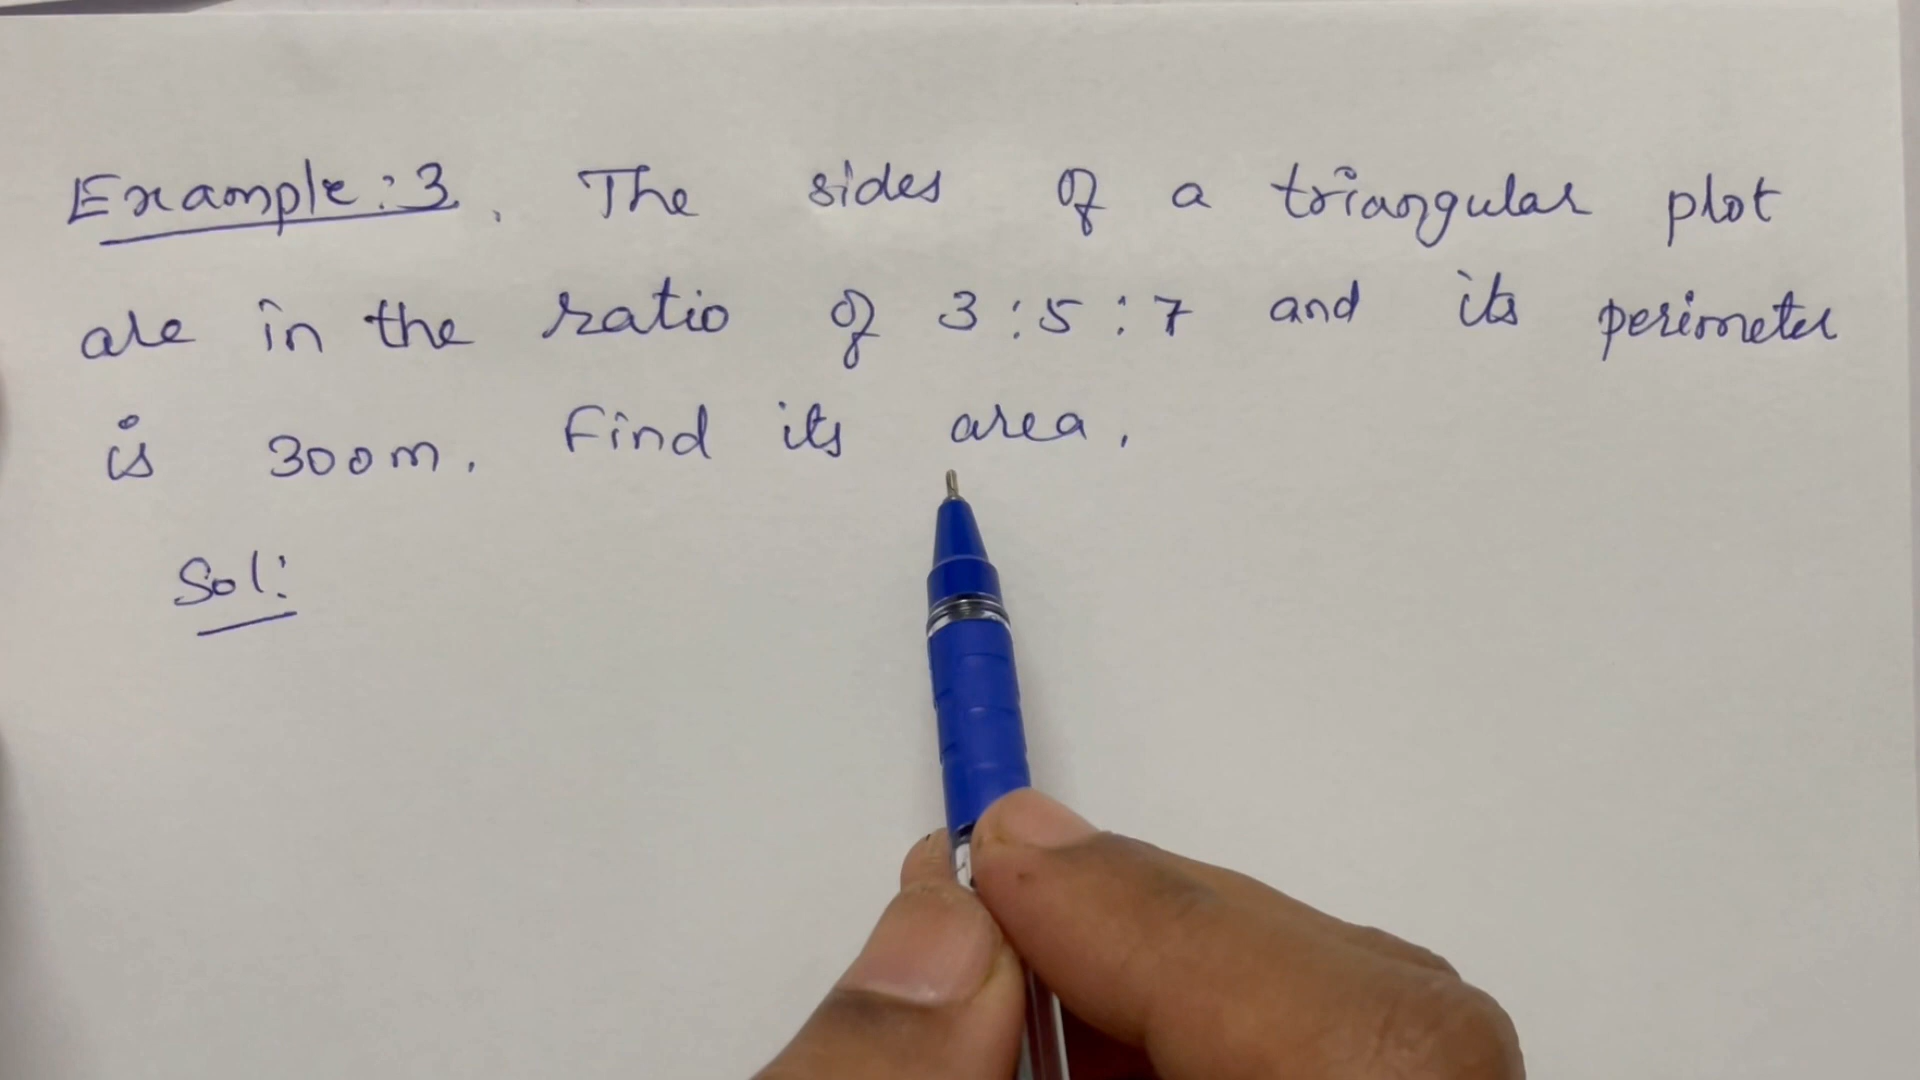 Example: 3. The sides of a triangular plot
are in the ratio of 3:5:7 and its perimeter
is 300m. Find its area.
Sol: